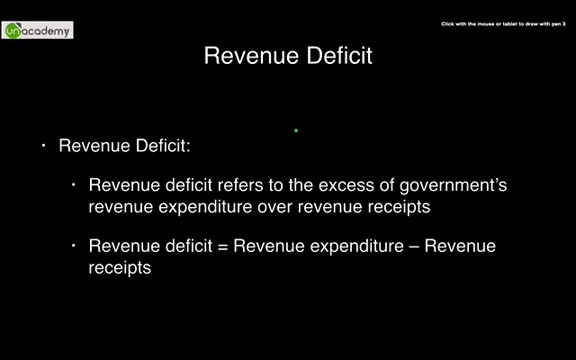 unacademy
Click with the mouse or tablet to draw with pen 3
Revenue Deficit
• Revenue Deficit:
• Revenue deficit refers to the excess of government's
revenue expenditure over revenue receipts
• Revenue deficit = Revenue expenditure – Revenue
receipts